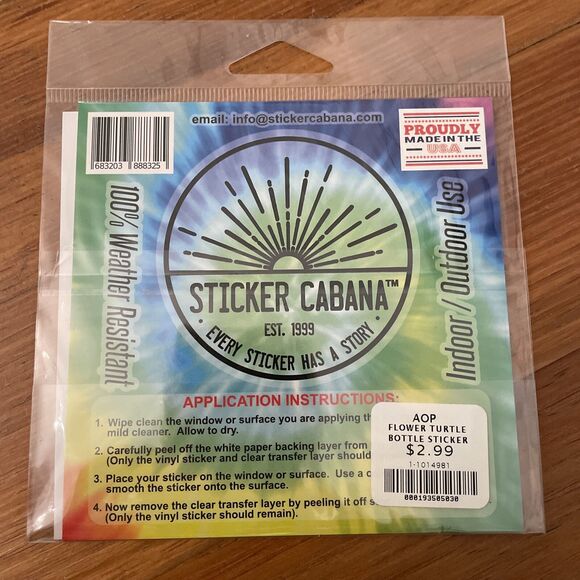 email: info@stickercabana.com
683203 888325
PROUDLY
MADE IN THE
U.S.A
100% Weather Resistant
Indoor / Outdoor Use
STICKER CABANA™
EST. 1999
• EVERY STICKER HAS A STORY •
APPLICATION INSTRUCTIONS:
1. Wipe clean the window or surface you are applying
mild cleaner. Allow to dry.
2. Carefully peel off the white paper backing layer from
(Only the vinyl sticker and clear transfer layer should
3. Place your sticker on the window or surface. Use a
smooth the sticker onto the surface.
4. Now remove the clear transfer layer by peeling it off
(Only the vinyl sticker should remain).
AOP
FLOWER TURTLE
BOTTLE STICKER
$2.99
1-1014981
000193505030